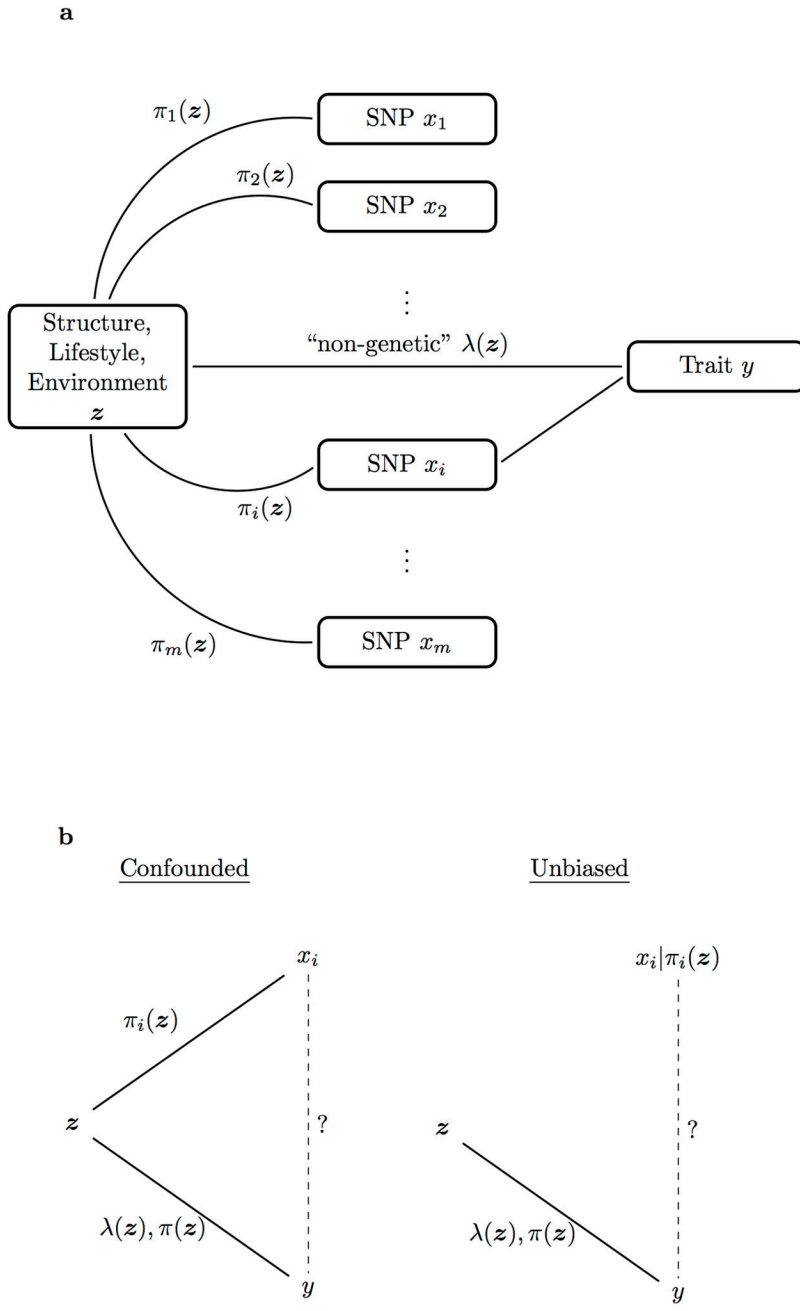 a
π₁(z)
SNP x₁
π₂(z)
SNP x₂
⋮
Structure,
Lifestyle,
Environment
z
“non-genetic” λ(z)
Trait y
SNP xᵢ
πᵢ(z)
⋮
SNP xₘ
πₘ(z)
b
Confounded
xᵢ
πᵢ(z)
z
?
λ(z), π(z)
y
Unbiased
xᵢ|πᵢ(z)
z
?
λ(z), π(z)
y